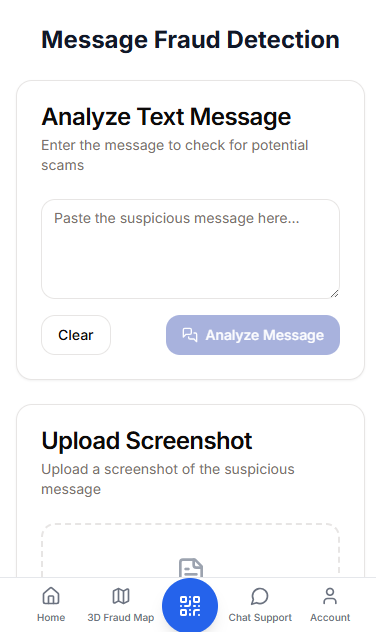 Message Fraud Detection
Analyze Text Message
Enter the message to check for potential
scams
Paste the suspicious message here...
Clear
Analyze Message
Upload Screenshot
Upload a screenshot of the suspicious
message
Home
3D Fraud Map
Chat Support
Account